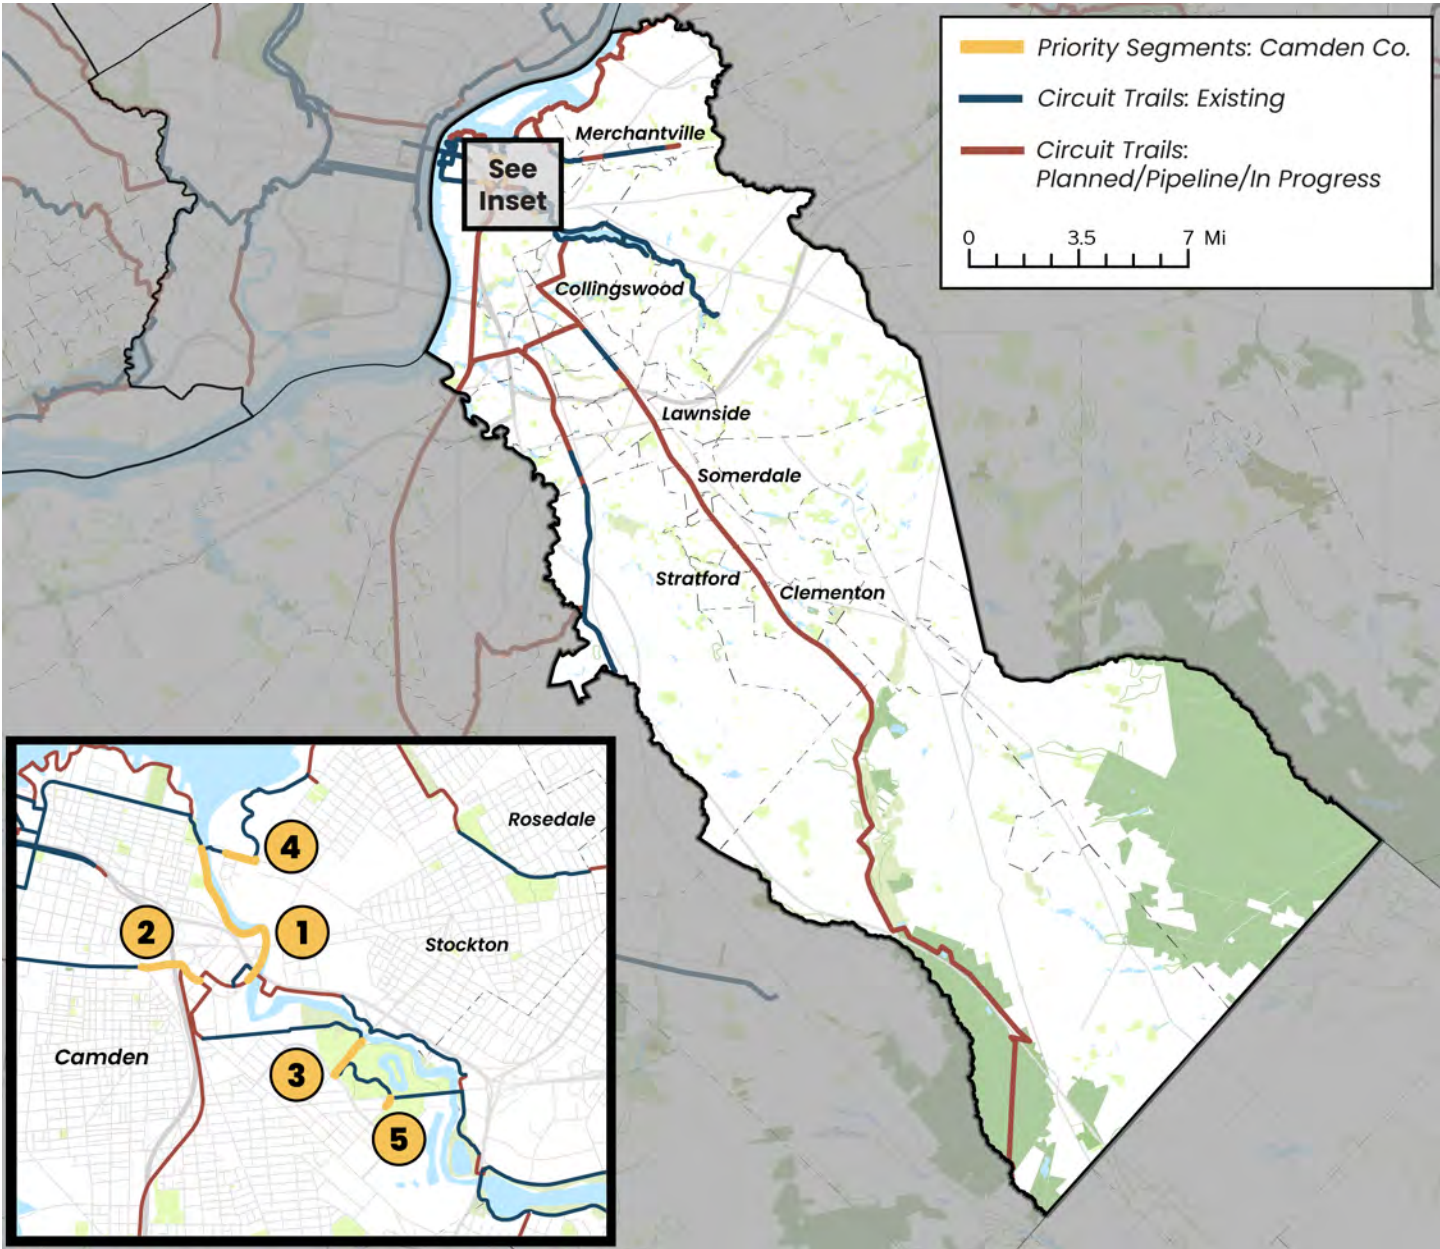 Priority Segments: Camden Co.
Circuit Trails: Existing
Circuit Trails:
Planned/Pipeline/In Progress
0 3.5 7 Mi
Merchantville
See
Inset
Collingswood
Lawnside
Somerdale
Stratford
Clementon
Rosedale
4
2
1
Stockton
Camden
3
5